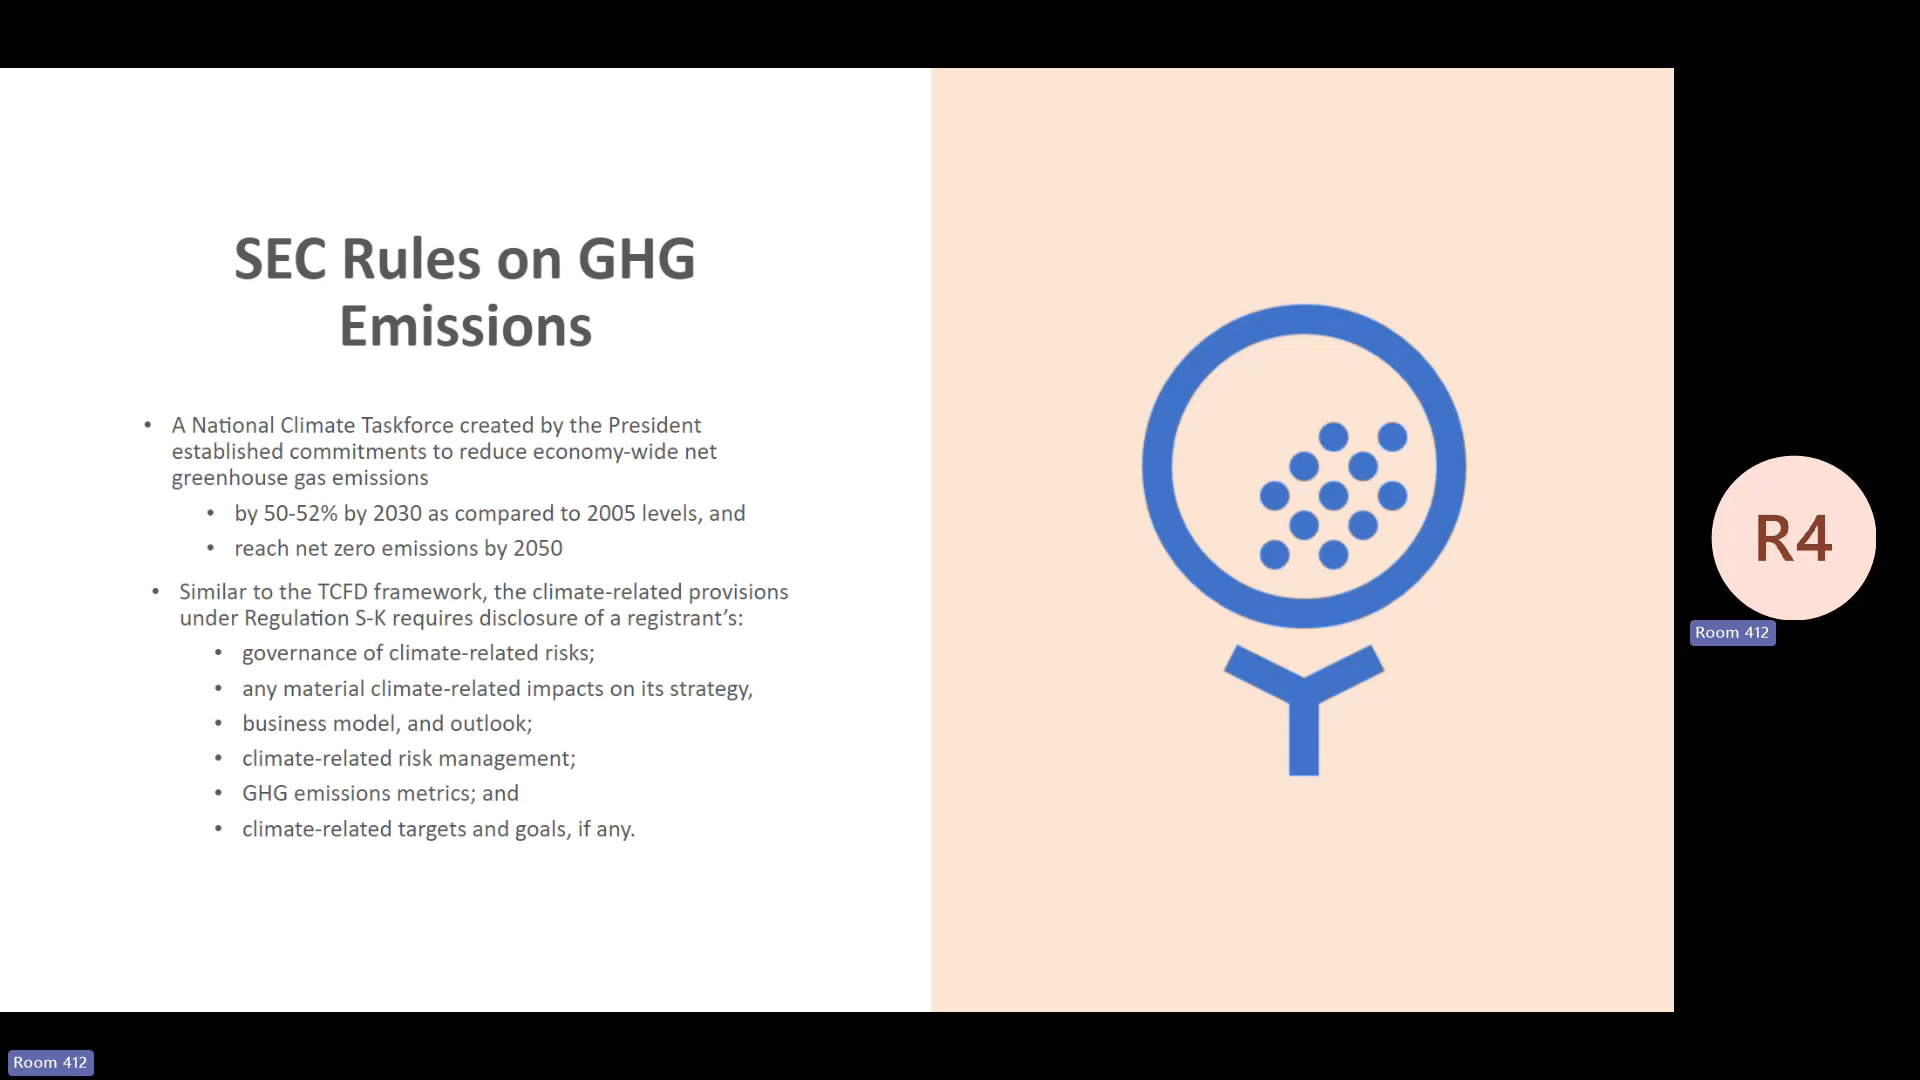 SEC Rules on GHG
Emissions
• A National Climate Taskforce created by the President
established commitments to reduce economy-wide net
greenhouse gas emissions
• by 50-52% by 2030 as compared to 2005 levels, and
• reach net zero emissions by 2050
• Similar to the TCFD framework, the climate-related provisions
under Regulation S-K requires disclosure of a registrant’s:
• governance of climate-related risks;
• any material climate-related impacts on its strategy,
• business model, and outlook;
• climate-related risk management;
• GHG emissions metrics; and
• climate-related targets and goals, if any.
R4
Room 412
Room 412